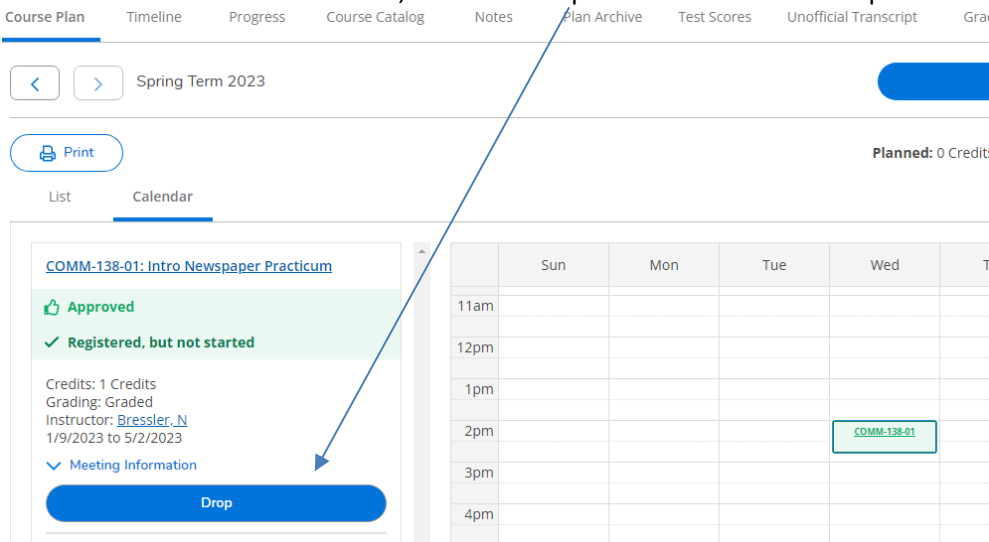 Course Plan Timeline Progress Course Catalog Notes Plan Archive Test Scores Unofficial Transcript
Spring Term 2023
Print
Planned: 0 Credits
List Calendar
COMM-138-01: Intro Newspaper Practicum
Approved
Registered, but not started
Credits: 1 Credits
Grading: Graded
Instructor: Bressler, N
1/9/2023 to 5/2/2023
Meeting Information
Drop
Sun Mon Tue Wed
11am
12pm
1pm
2pm COMM-138-01
3pm
4pm